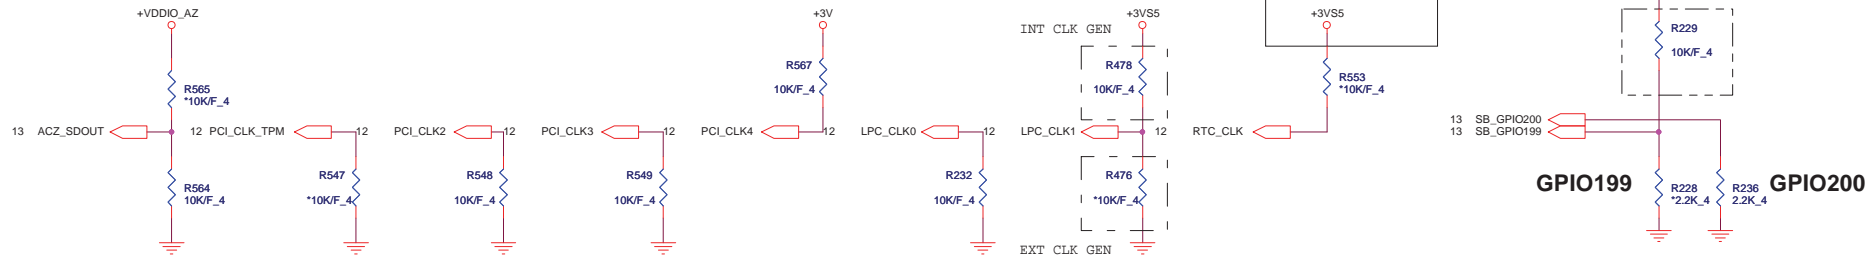 +VDDIO_AZ
R565
*10K/F_4
13 ACZ_SDOUT
R564
10K/F_4
12 PCI_CLK_TPM
12
R547
*10K/F_4
PCI_CLK2
12
R548
10K/F_4
PCI_CLK3
12
R549
10K/F_4
+3V
R567
10K/F_4
PCI_CLK4
12
LPC_CLK0
12
R232
10K/F_4
+3VS5
INT CLK GEN
R478
10K/F_4
LPC_CLK1
12
R476
*10K/F_4
EXT CLK GEN
+3VS5
R553
*10K/F_4
RTC_CLK
R229
10K/F_4
13 SB_GPIO200
13 SB_GPIO199
GPIO199
R228
*2.2K_4
R236
2.2K_4
GPIO200